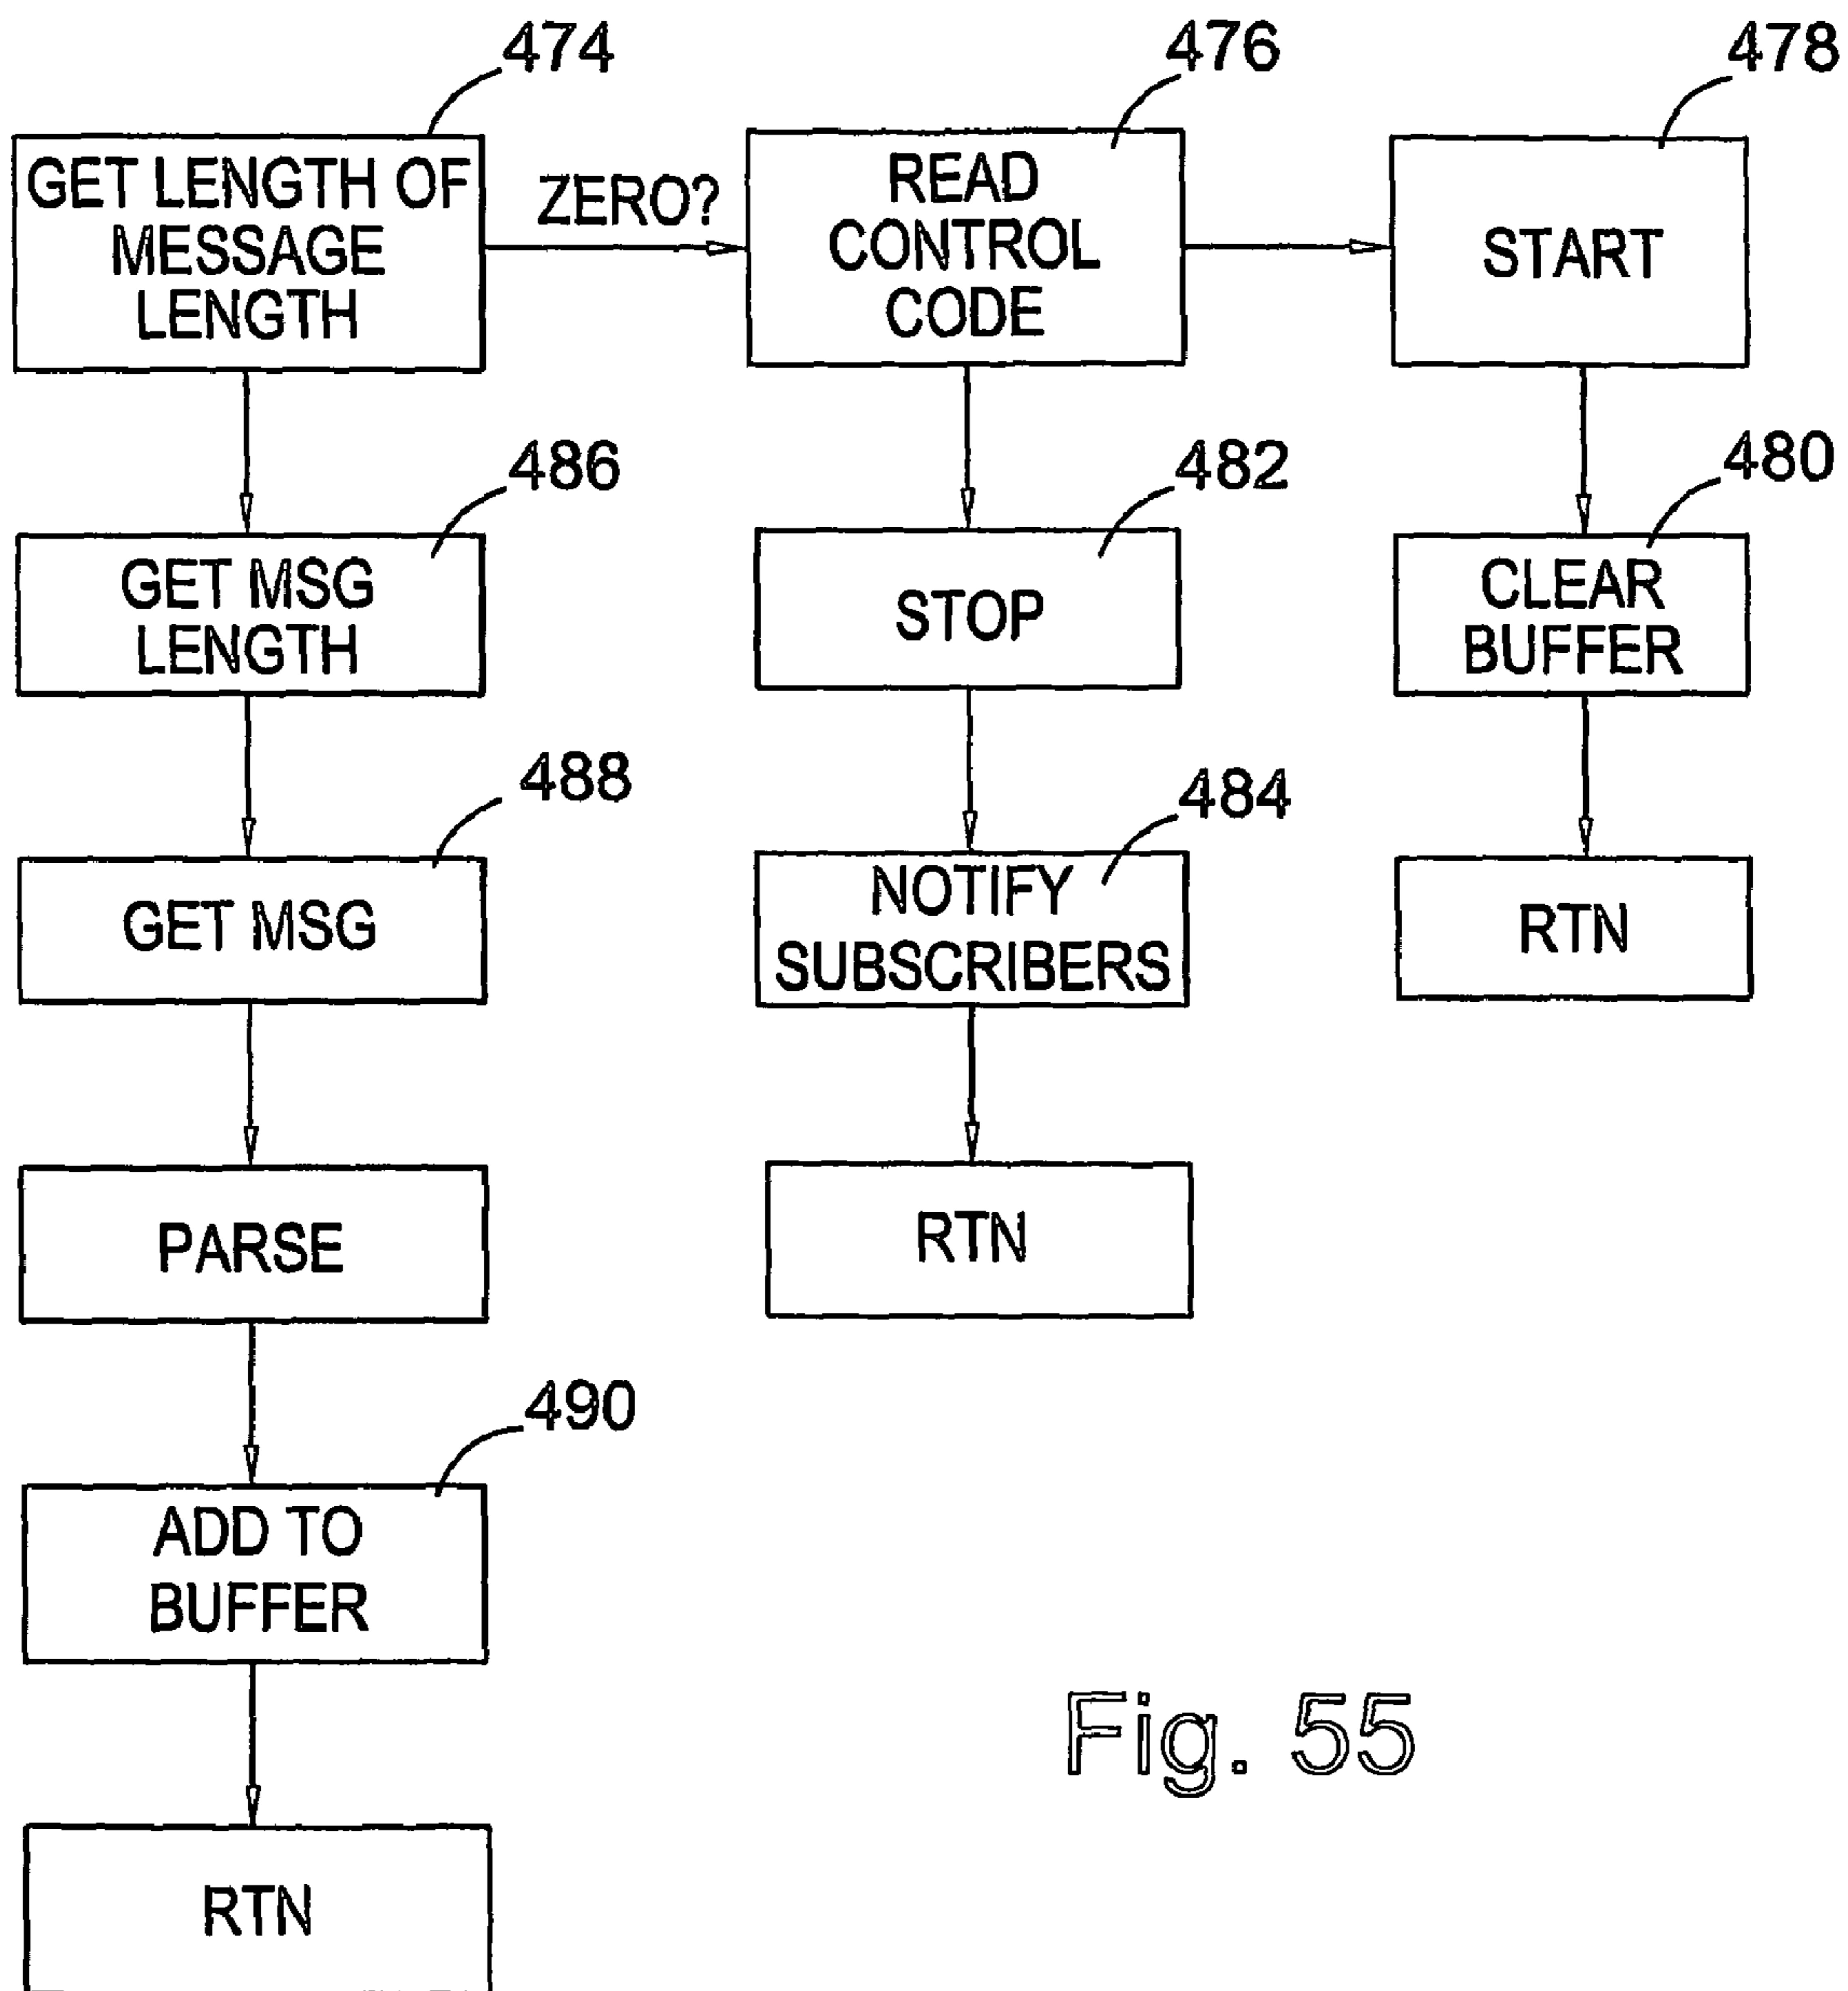 474
476
478
GET LENGTH OF
MESSAGE
LENGTH
ZERO?
READ
CONTROL
CODE
START
486
482
480
GET MSG
LENGTH
STOP
CLEAR
BUFFER
488
484
GET MSG
NOTIFY
SUBSCRIBERS
RTN
PARSE
RTN
490
ADD TO
BUFFER
RTN
Fig. 55